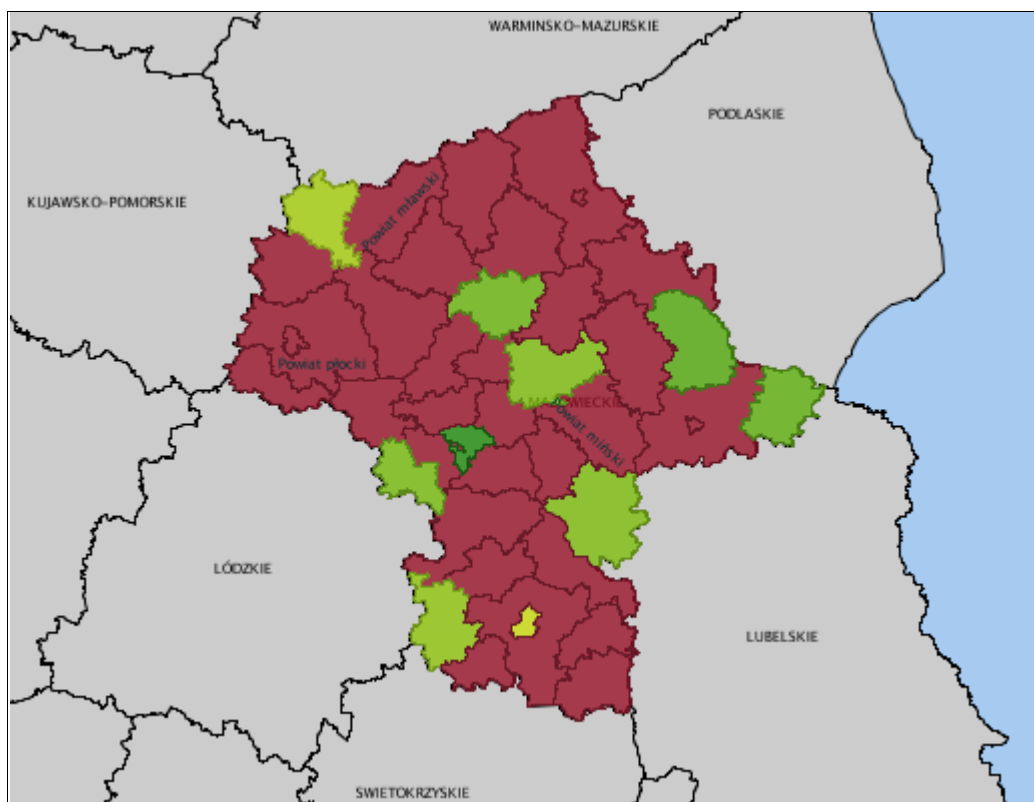 WARMINSKO-MAZURSKIE
PODLASKIE
KUJAWSKO-POMORSKIE
Powiat mławski
Powiat płocki
MAZOWIECKIE
Powiat miński
ŁÓDZKIE
LUBELSKIE
SWIETOKRZYSKIE